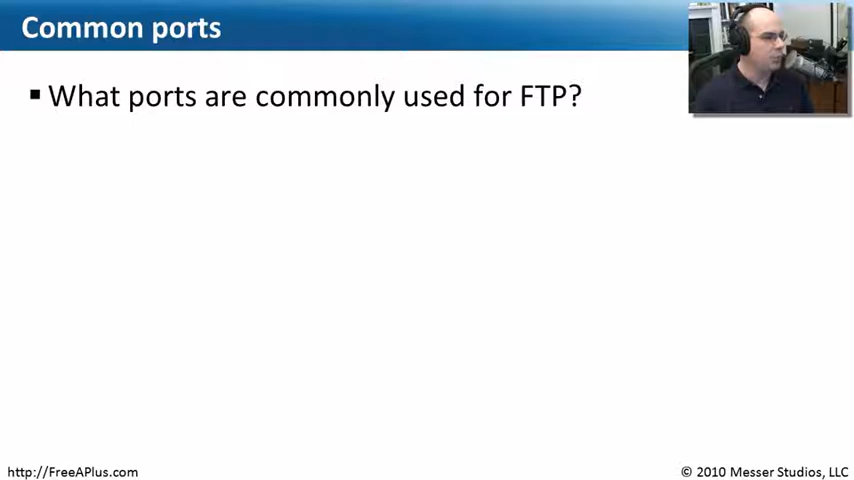 Common ports
▪ What ports are commonly used for FTP?
http://FreeAPlus.com
© 2010 Messer Studios, LLC